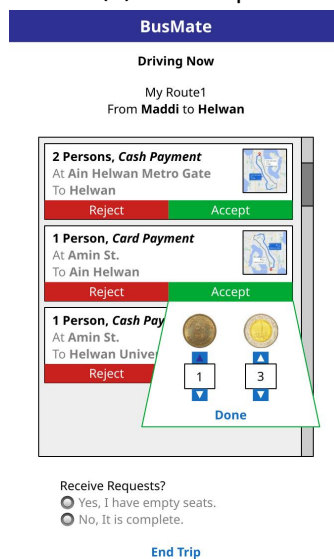 BusMate
Driving Now
My Route1
From Maddi to Helwan
2 Persons, Cash Payment
At Ain Helwan Metro Gate
To Helwan
Reject Accept
1 Person, Card Payment
At Amin St.
To Ain Helwan
Reject Accept
1 Person, Cash Pay
At Amin St.
To Helwan Univer
Reject
1 3
Done
Receive Requests?
Yes, I have empty seats.
No, It is complete.
End Trip